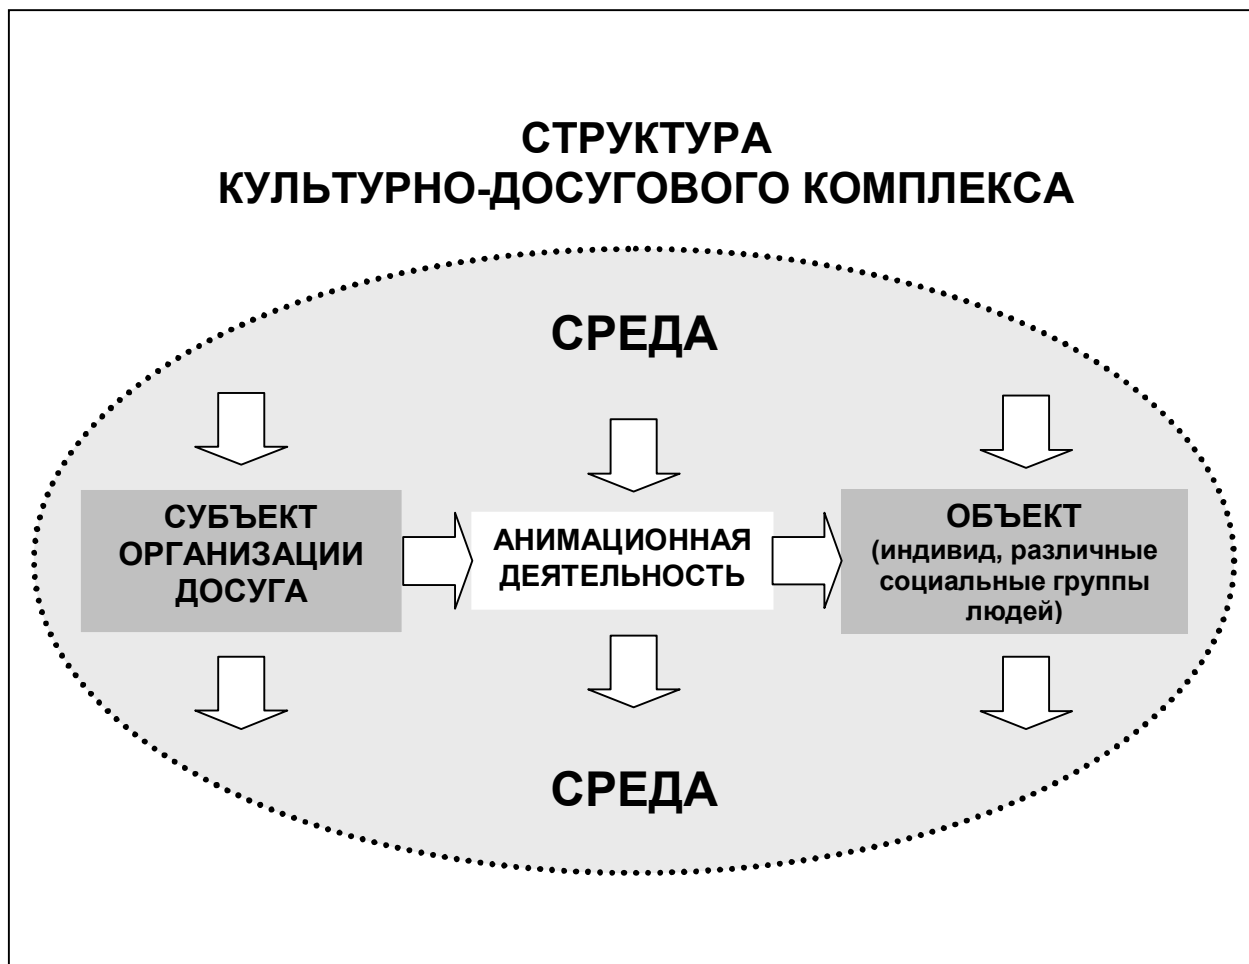 СТРУКТУРА
КУЛЬТУРНО-ДОСУГОВОГО КОМПЛЕКСА
СРЕДА
СУБЪЕКТ
ОРГАНИЗАЦИИ
ДОСУГА
АНИМАЦИОННАЯ
ДЕЯТЕЛЬНОСТЬ
ОБЪЕКТ
(индивид, различные
социальные группы
людей)
СРЕДА